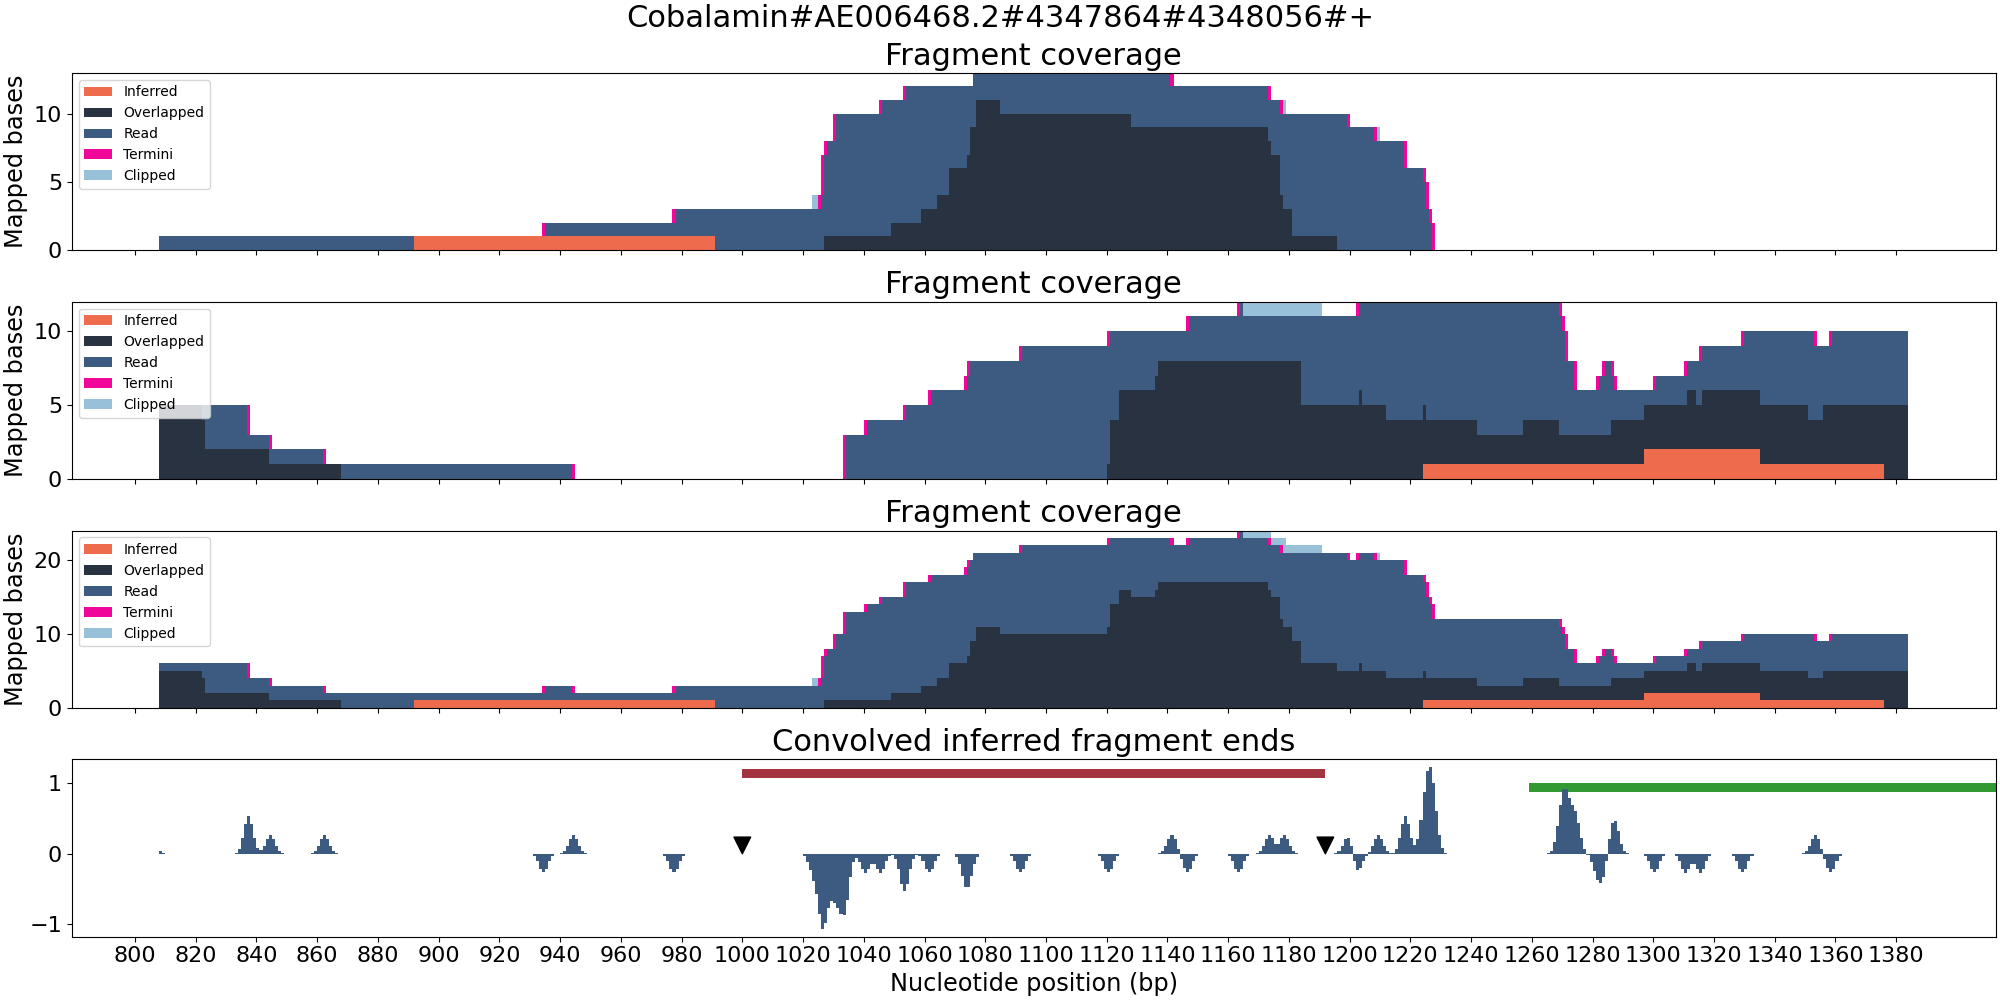 Cobalamin#AE006468.2#4347864#4348056#+
Fragment coverage
Mapped bases
10
5
0
Inferred
Overlapped
Read
Termini
Clipped
Fragment coverage
Mapped bases
10
5
0
Inferred
Overlapped
Read
Termini
Clipped
Fragment coverage
Mapped bases
20
10
0
Inferred
Overlapped
Read
Termini
Clipped
Convolved inferred fragment ends
1
0
−1
800 820 840 860 880 900 920 940 960 980 1000 1020 1040 1060 1080 1100 1120 1140 1160 1180 1200 1220 1240 1260 1280 1300 1320 1340 1360 1380
Nucleotide position (bp)